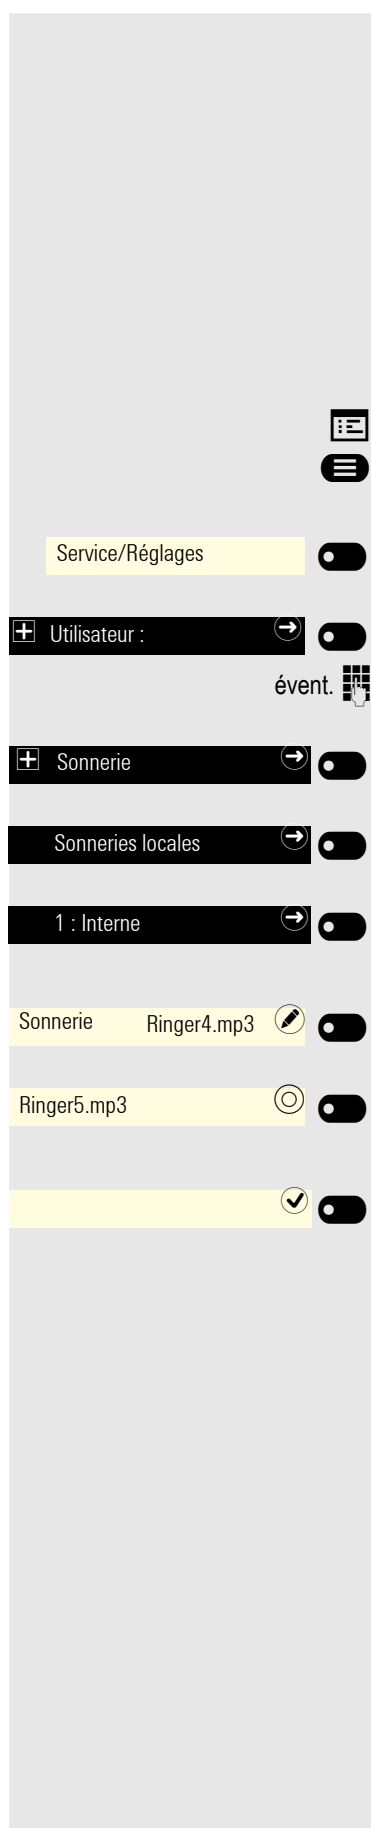 Service/Réglages
Utilisateur :
évent.
Sonnerie
Sonneries locales
1 : Interne
Sonnerie Ringer4.mp3
Ringer5.mp3